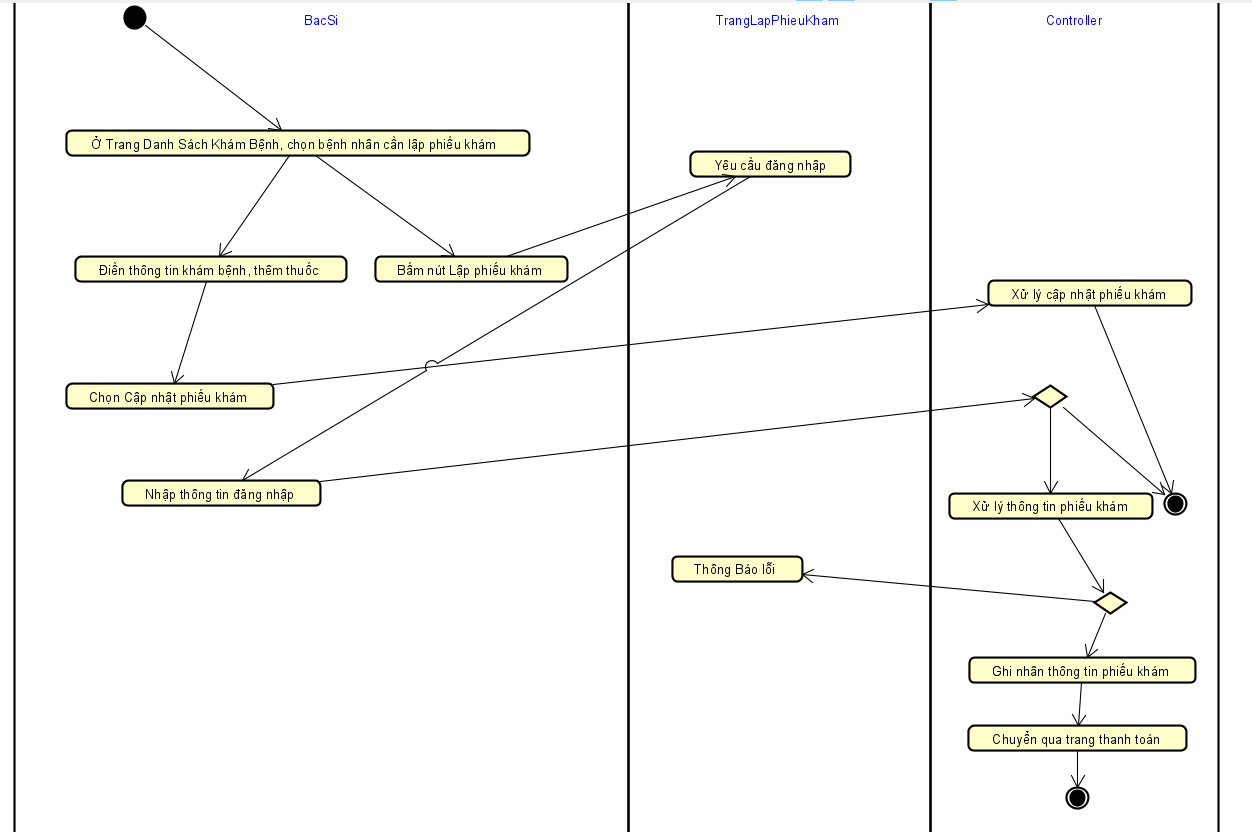 BacSi
TrangLapPhieuKham
Controller
Ở Trang Danh Sách Khám Bệnh, chọn bệnh nhân cần lập phiếu khám
Yêu cầu đăng nhập
Điền thông tin khám bệnh, thêm thuốc
Bấm nút Lập phiếu khám
Xử lý cập nhật phiếu khám
Chọn Cập nhật phiếu khám
Nhập thông tin đăng nhập
Xử lý thông tin phiếu khám
Thông Báo lỗi
Ghi nhân thông tin phiếu khám
Chuyển qua trang thanh toán